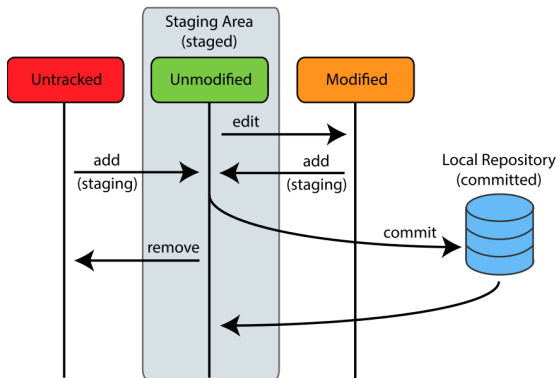 Staging Area
(staged)
Untracked
Unmodified
Modified
edit
add
(staging)
add
(staging)
Local Repository
(committed)
commit
remove